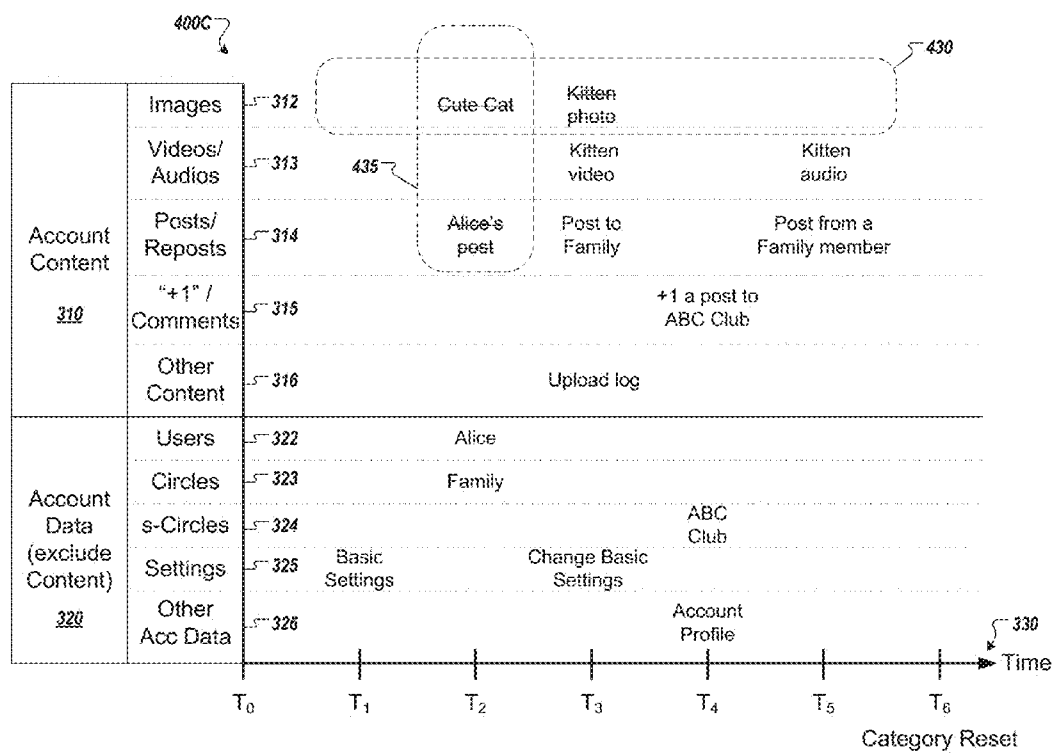 400C
430
Images
312
Cute Cat
Kitten
photo
Videos/
Audios
313
435
Kitten
video
Kitten
audio
Account
Content
310
Posts/
Reposts
314
Alice's
post
Post to
Family
Post from a
Family member
"+1" /
Comments
315
+1 a post to
ABC Club
Other
Content
316
Upload log
Account
Data
(exclude
Content)
320
Users
322
Alice
Circles
323
Family
s-Circles
324
ABC
Club
Settings
325
Basic
Settings
Change Basic
Settings
Other
Acc Data
326
Account
Profile
330
Time
T0
T1
T2
T3
T4
T5
T6
Category Reset